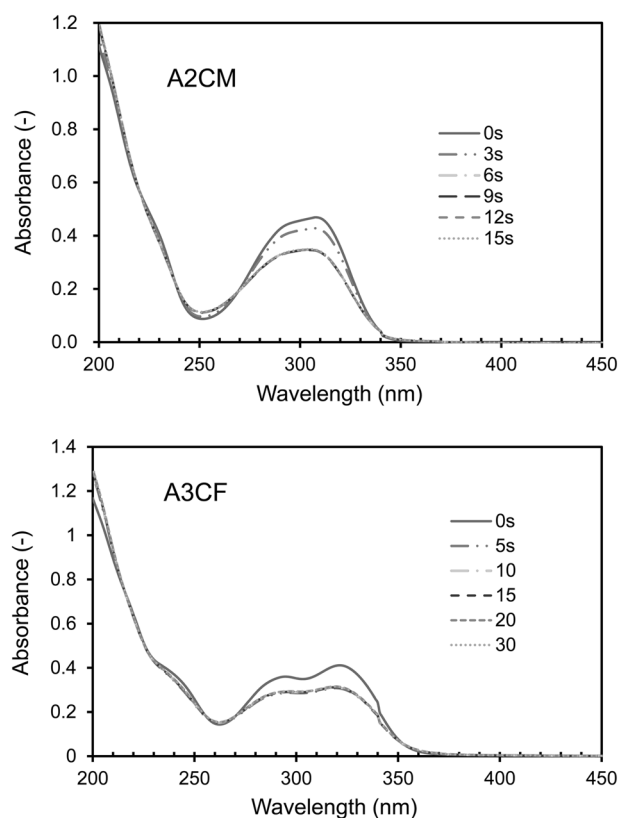 1.2
1.0
0.8
0.6
0.4
0.2
0.0
Absorbance (-)
A2CM
0s
3s
6s
9s
12s
15s
200 250 300 350 400 450
Wavelength (nm)
1.4
1.2
1
0.8
0.6
0.4
0.2
0
Absorbance (-)
A3CF
0s
5s
10
15
20
30
200 250 300 350 400 450
Wavelength (nm)